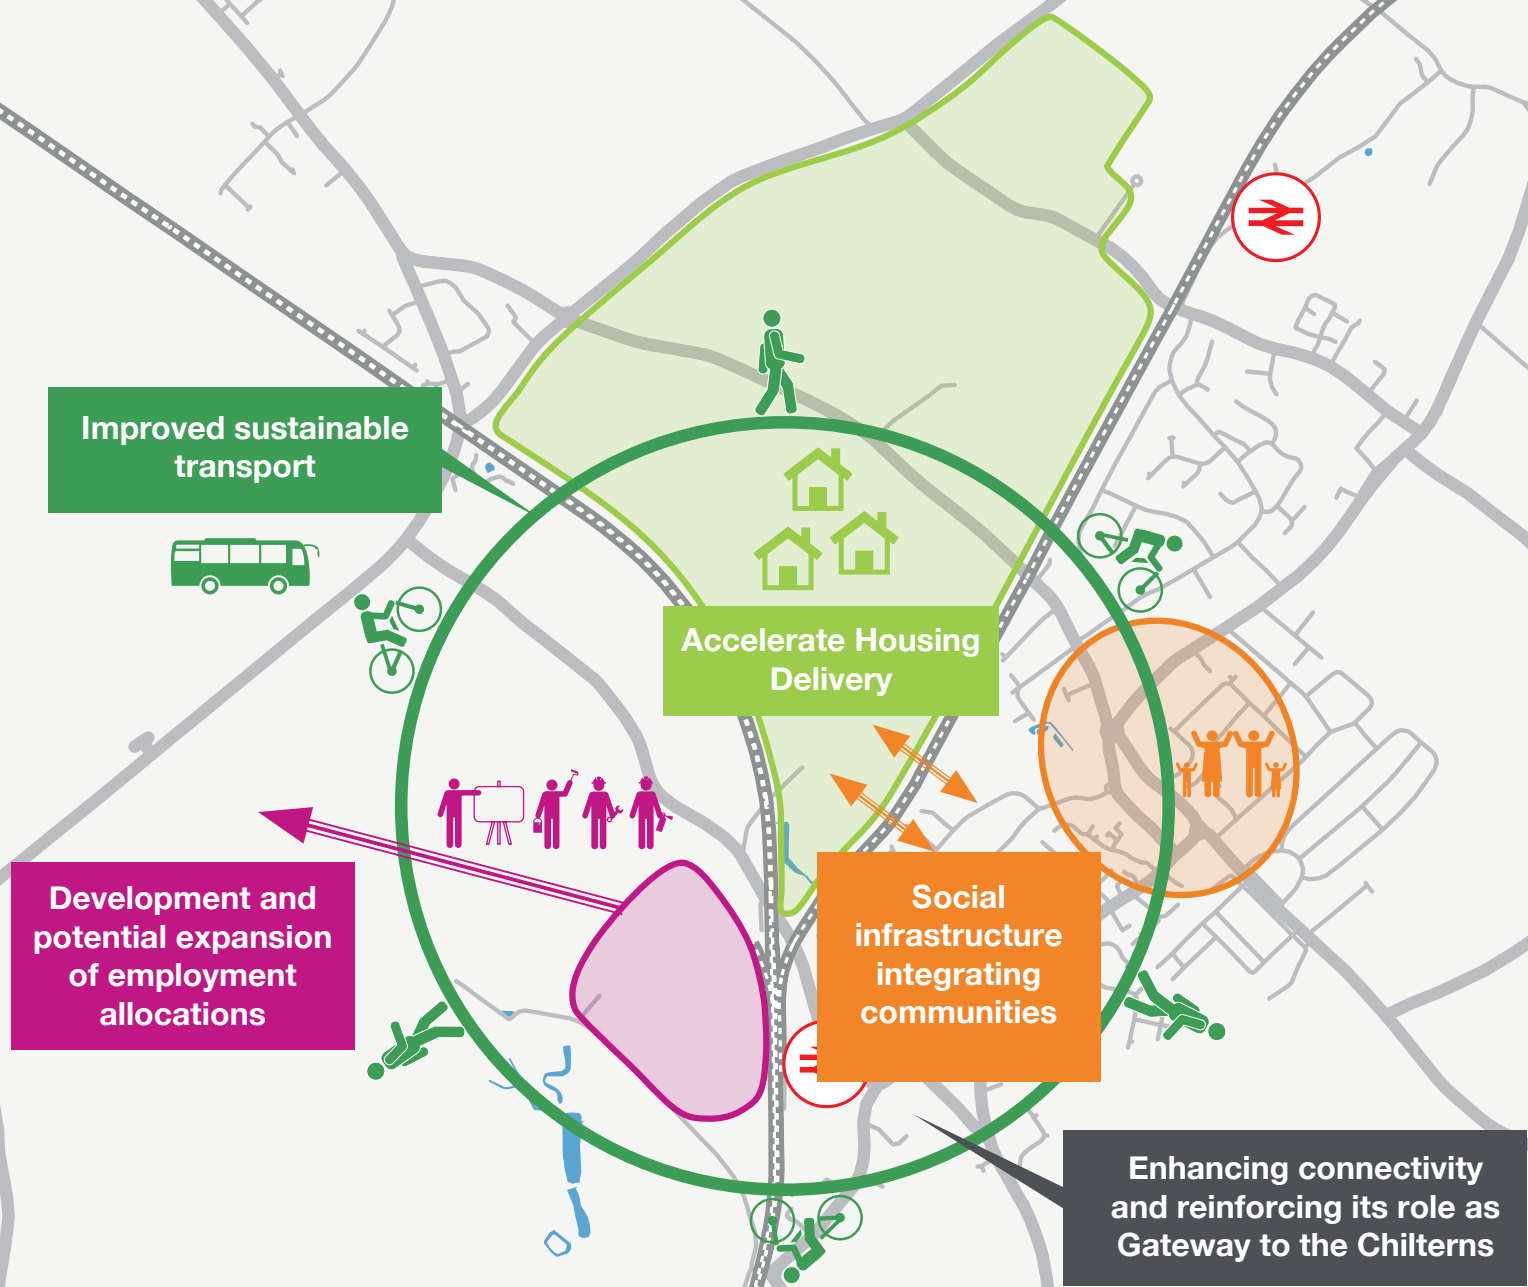 Improved sustainable
transport
Accelerate Housing
Delivery
Development and
potential expansion
of employment
allocations
Social
infrastructure
integrating
communities
Enhancing connectivity
and reinforcing its role as
Gateway to the Chilterns